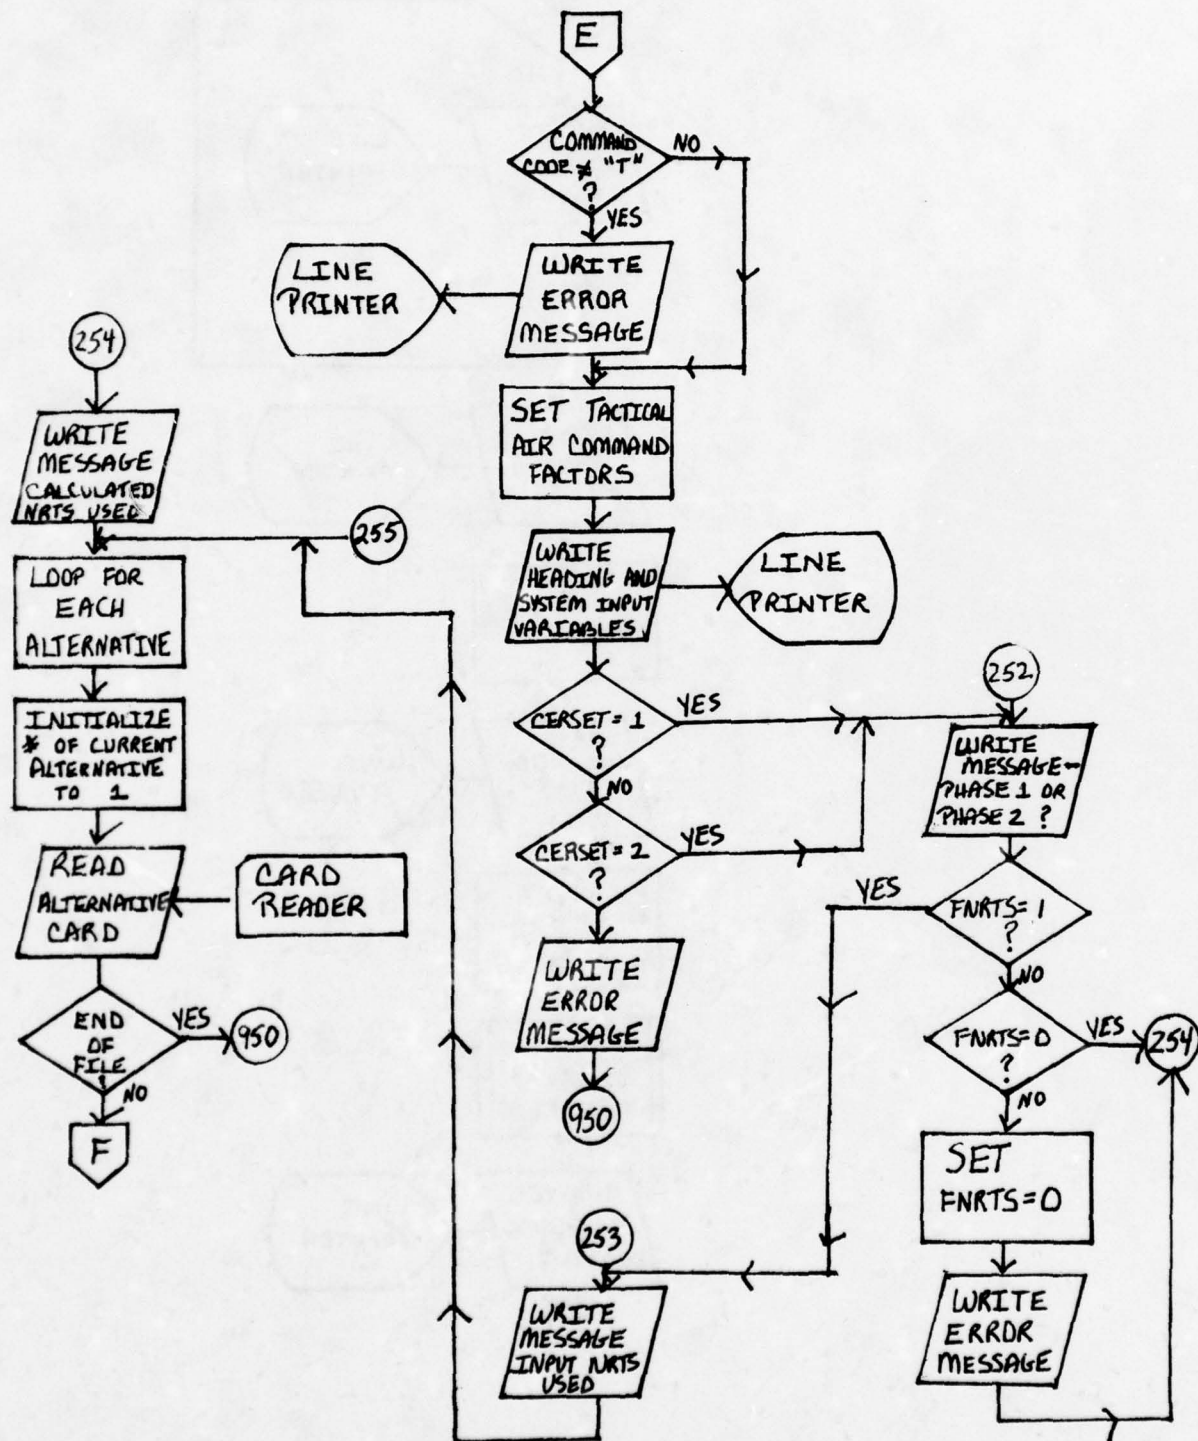 E
COMMAND
CODE ≠ "T"
?
NO
YES
WRITE
ERROR
MESSAGE
LINE
PRINTER
SET TACTICAL
AIR COMMAND
FACTORS
WRITE
HEADING AND
SYSTEM INPUT
VARIABLES
LINE
PRINTER
CERSET = 1
?
YES
NO
CERSET = 2
?
YES
WRITE
ERROR
MESSAGE
950
252
WRITE
MESSAGE -
PHASE 1 OR
PHASE 2 ?
FNRTS = 1
?
YES
NO
FNRTS = 0
?
YES
254
NO
SET
FNRTS = 0
WRITE
ERROR
MESSAGE
253
WRITE
MESSAGE
INPUT NRTS
USED
254
WRITE
MESSAGE
CALCULATED
NRTS USED
255
LOOP FOR
EACH
ALTERNATIVE
INITIALIZE
# OF CURRENT
ALTERNATIVE
TO 1
READ
ALTERNATIVE
CARD
CARD
READER
END
OF
FILE
?
YES
950
NO
F